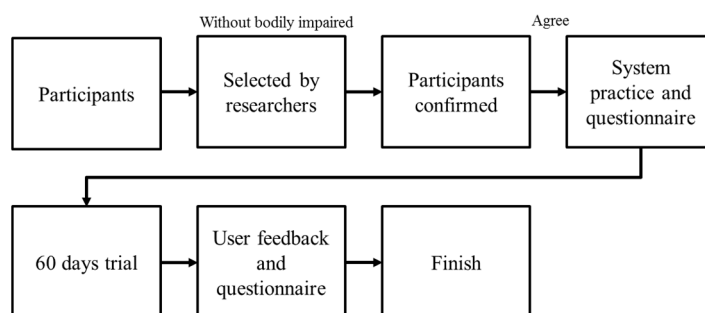 Without bodily impaired
Agree
Participants
Selected by
researchers
Participants
confirmed
System
practice and
questionnaire
60 days trial
User feedback
and
questionnaire
Finish